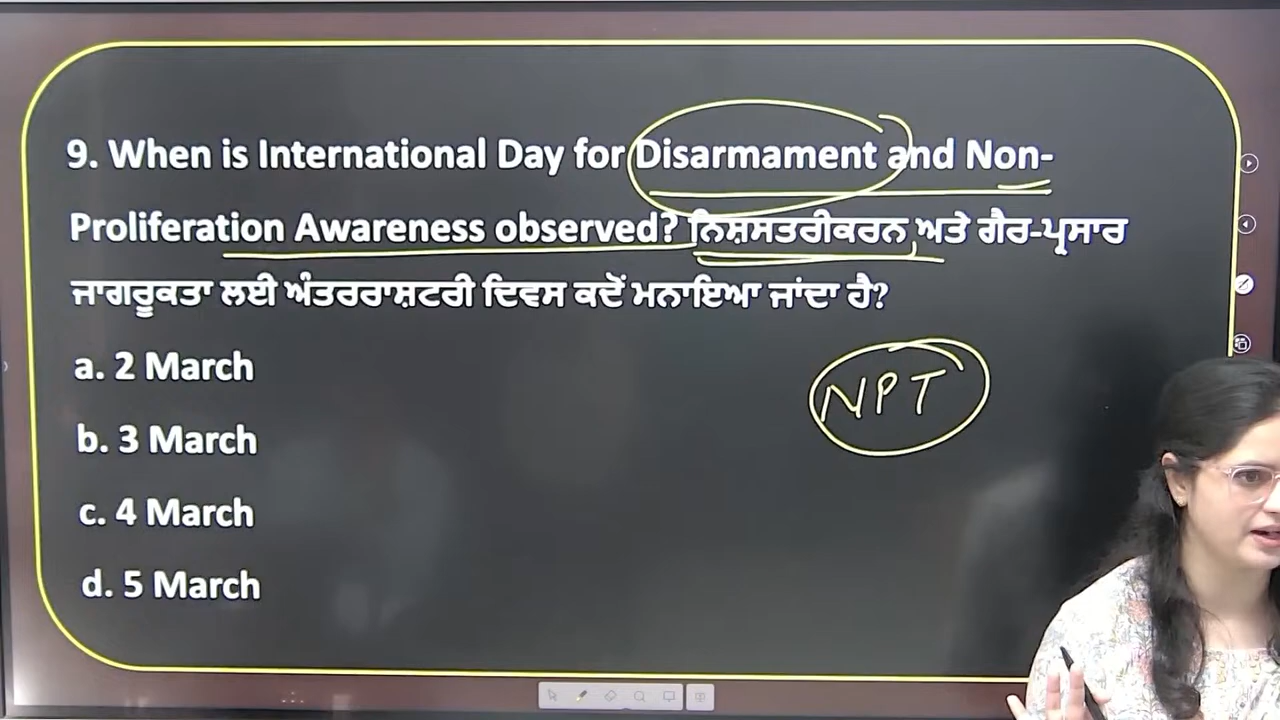 9. When is International Day for Disarmament and Non-
Proliferation Awareness observed? ਨਿਸ਼ਸਤਰੀਕਰਨ ਅਤੇ ਗੈਰ-ਪ੍ਰਸਾਰ
ਜਾਗਰੂਕਤਾ ਲਈ ਅੰਤਰਰਾਸ਼ਟਰੀ ਦਿਵਸ ਕਦੋਂ ਮਨਾਇਆ ਜਾਂਦਾ ਹੈ?
a. 2 March
NPT
b. 3 March
c. 4 March
d. 5 March